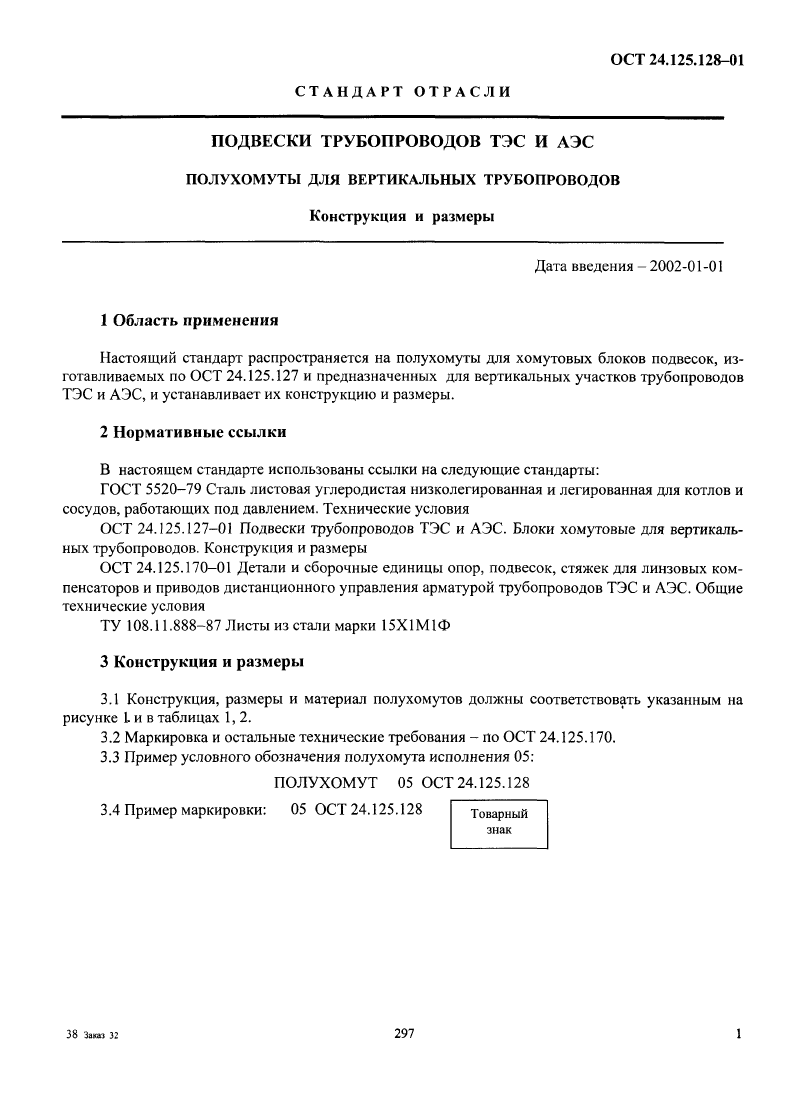 ОСТ 24.125.128–01
СТАНДАРТ ОТРАСЛИ
ПОДВЕСКИ ТРУБОПРОВОДОВ ТЭС И АЭС
ПОЛУХОМУТЫ ДЛЯ ВЕРТИКАЛЬНЫХ ТРУБОПРОВОДОВ
Конструкция и размеры
Дата введения – 2002-01-01
1 Область применения
Настоящий стандарт распространяется на полухомуты для хомутовых блоков подвесок, из-
готавливаемых по ОСТ 24.125.127 и предназначенных для вертикальных участков трубопроводов
ТЭС и АЭС, и устанавливает их конструкцию и размеры.
2 Нормативные ссылки
В настоящем стандарте использованы ссылки на следующие стандарты:
ГОСТ 5520–79 Сталь листовая углеродистая низколегированная и легированная для котлов и
сосудов, работающих под давлением. Технические условия
ОСТ 24.125.127–01 Подвески трубопроводов ТЭС и АЭС. Блоки хомутовые для вертикаль-
ных трубопроводов. Конструкция и размеры
ОСТ 24.125.170–01 Детали и сборочные единицы опор, подвесок, стяжек для линзовых ком-
пенсаторов и приводов дистанционного управления арматурой трубопроводов ТЭС и АЭС. Общие
технические условия
ТУ 108.11.888–87 Листы из стали марки 15Х1М1Ф
3 Конструкция и размеры
3.1 Конструкция, размеры и материал полухомутов должны соответствовать указанным на
рисунке 1 и в таблицах 1, 2.
3.2 Маркировка и остальные технические требования – по ОСТ 24.125.170.
3.3 Пример условного обозначения полухомута исполнения 05:
ПОЛУХОМУТ 05 ОСТ 24.125.128
3.4 Пример маркировки: 05 ОСТ 24.125.128
Товарный
знак
38 Заказ 32
297
1